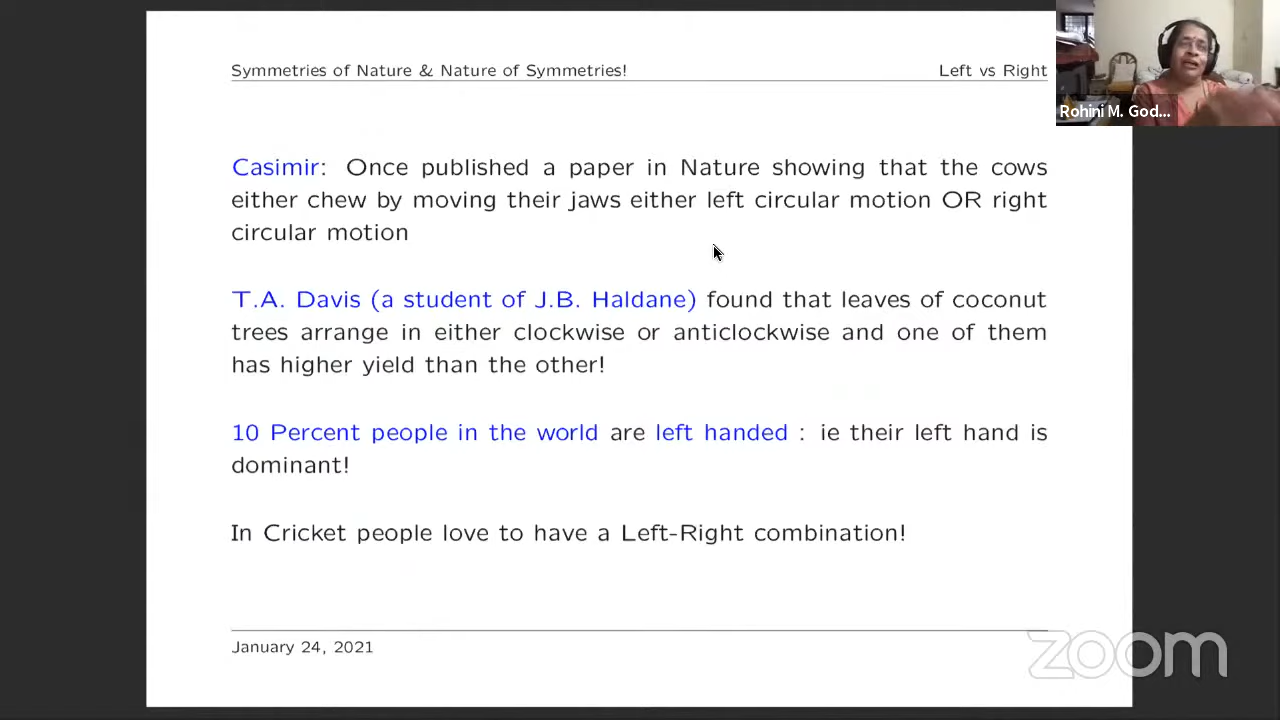 Symmetries of Nature & Nature of Symmetries!
Left vs Right
Rohini M. God...
Casimir: Once published a paper in Nature showing that the cows
either chew by moving their jaws either left circular motion OR right
circular motion
T.A. Davis (a student of J.B. Haldane) found that leaves of coconut
trees arrange in either clockwise or anticlockwise and one of them
has higher yield than the other!
10 Percent people in the world are left handed : ie their left hand is
dominant!
In Cricket people love to have a Left-Right combination!
January 24, 2021
zoom